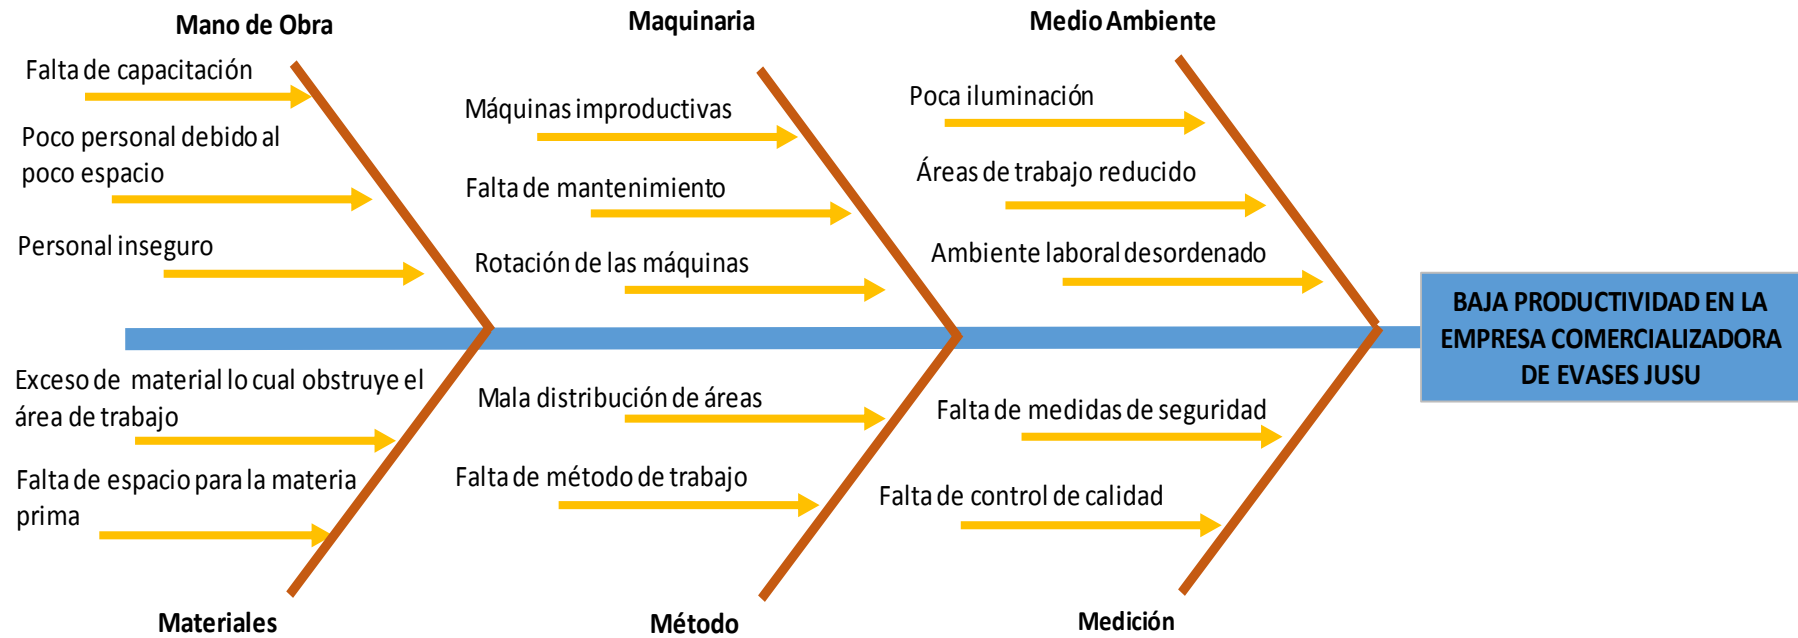 Mano de Obra
Falta de capacitación
Poco personal debido al
poco espacio
Personal inseguro
Maquinaria
Máquinas improductivas
Falta de mantenimiento
Rotación de las máquinas
Medio Ambiente
Poca iluminación
Áreas de trabajo reducido
Ambiente laboral desordenado
BAJA PRODUCTIVIDAD EN LA
EMPRESA COMERCIALIZADORA
DE EVASES JUSU
Exceso de material lo cual obstruye el
área de trabajo
Falta de espacio para la materia
prima
Materiales
Mala distribución de áreas
Falta de método de trabajo
Método
Falta de medidas de seguridad
Falta de control de calidad
Medición